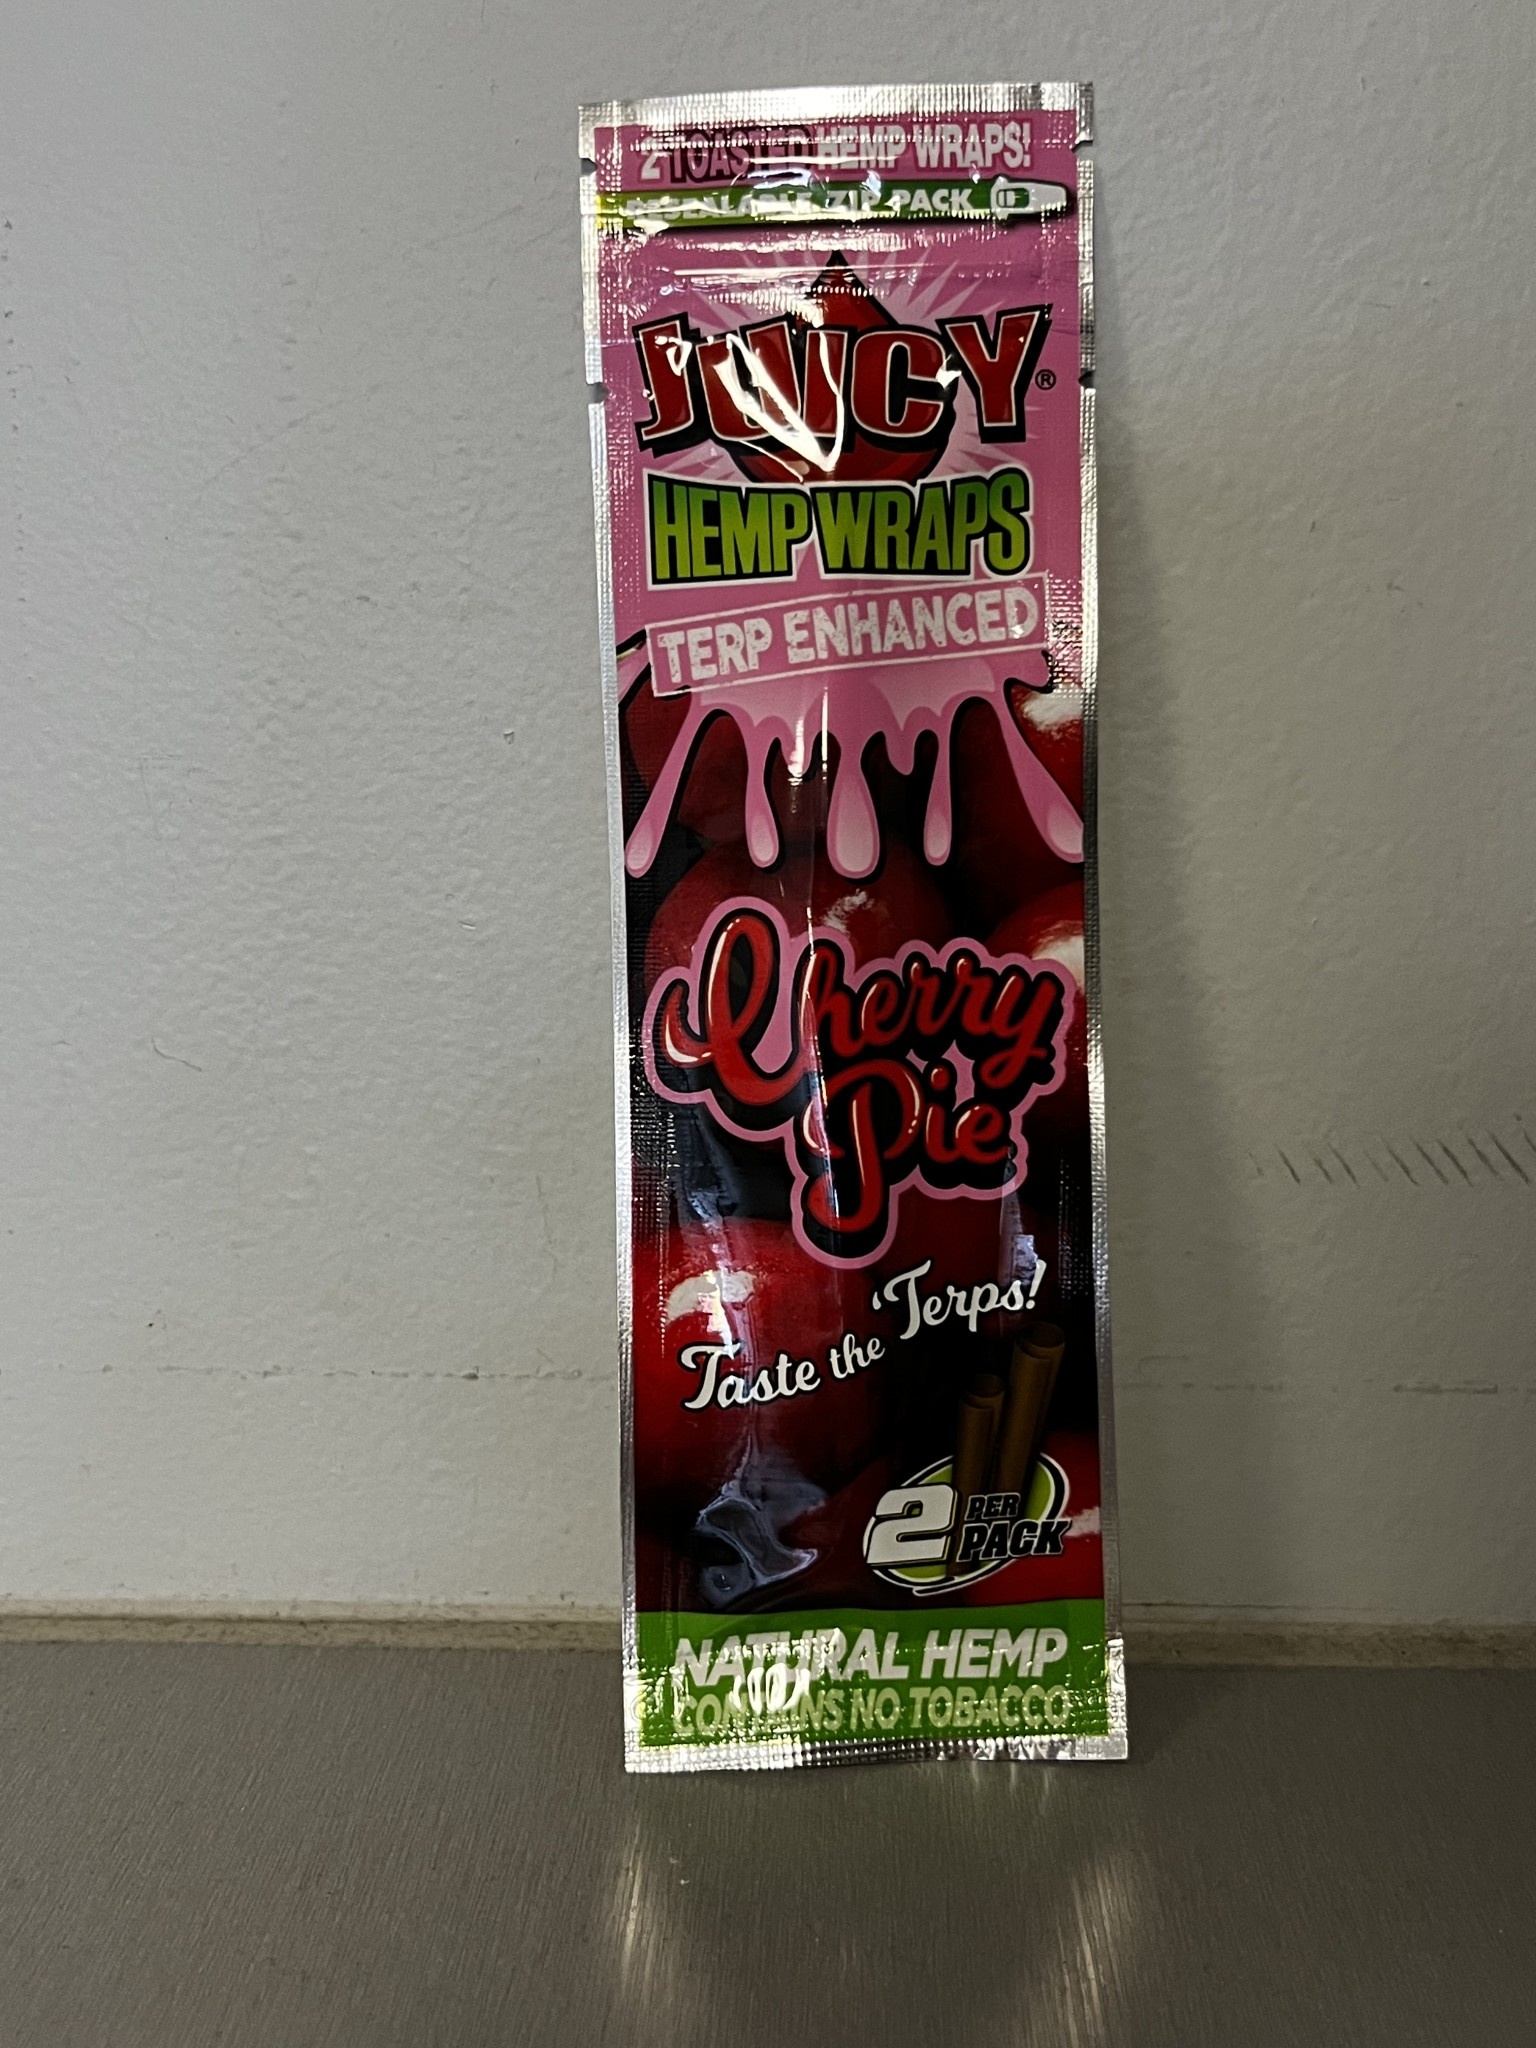 2 TOASTED HEMP WRAPS!
RESEALABLE ZIP PACK
JUICY®
HEMP WRAPS
TERP ENHANCED
Cherry
Pie
Taste the 'Terps!
2 PER
PACK
NATURAL HEMP
CONTAINS NO TOBACCO